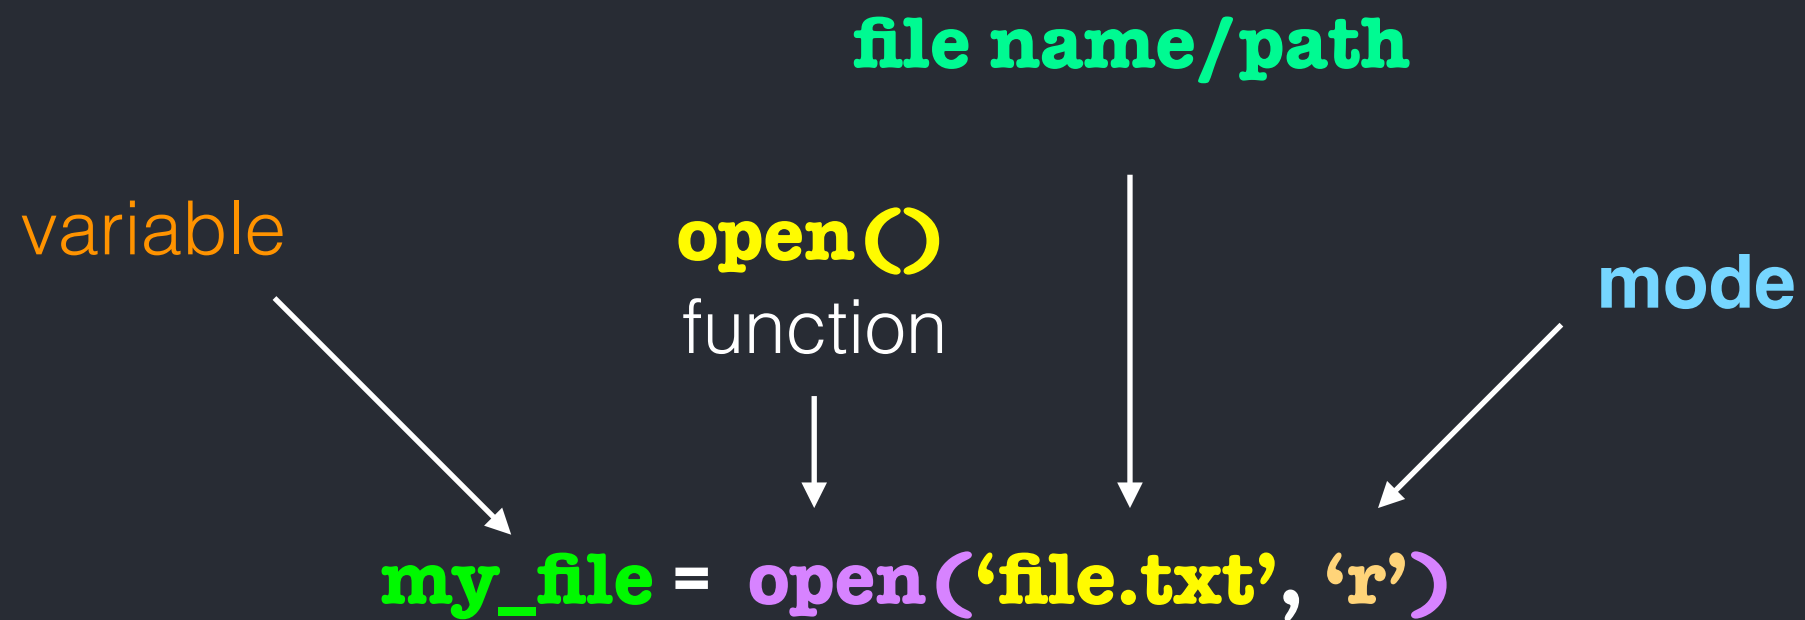 file name/path
variable
open()
function
mode
my_file = open(‘file.txt’, ‘r’)